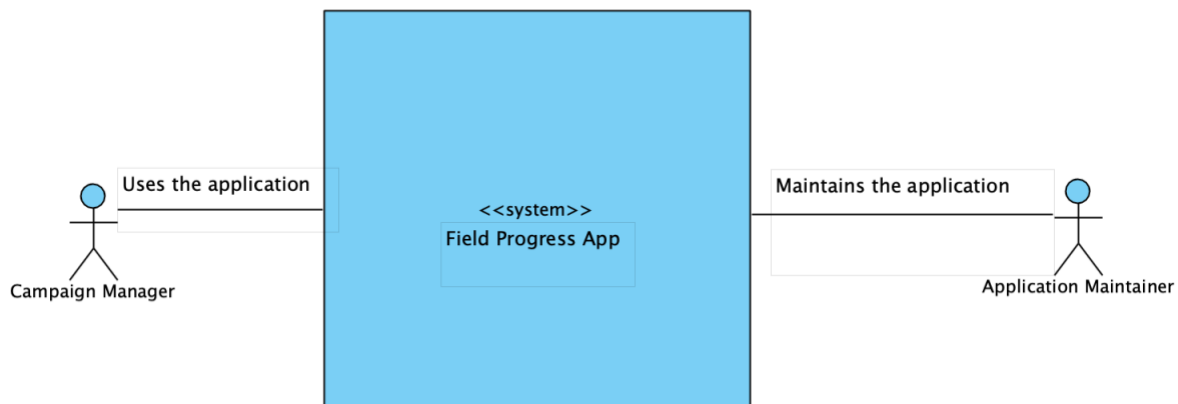 Uses the application
Campaign Manager
<<system>>
Field Progress App
Maintains the application
Application Maintainer